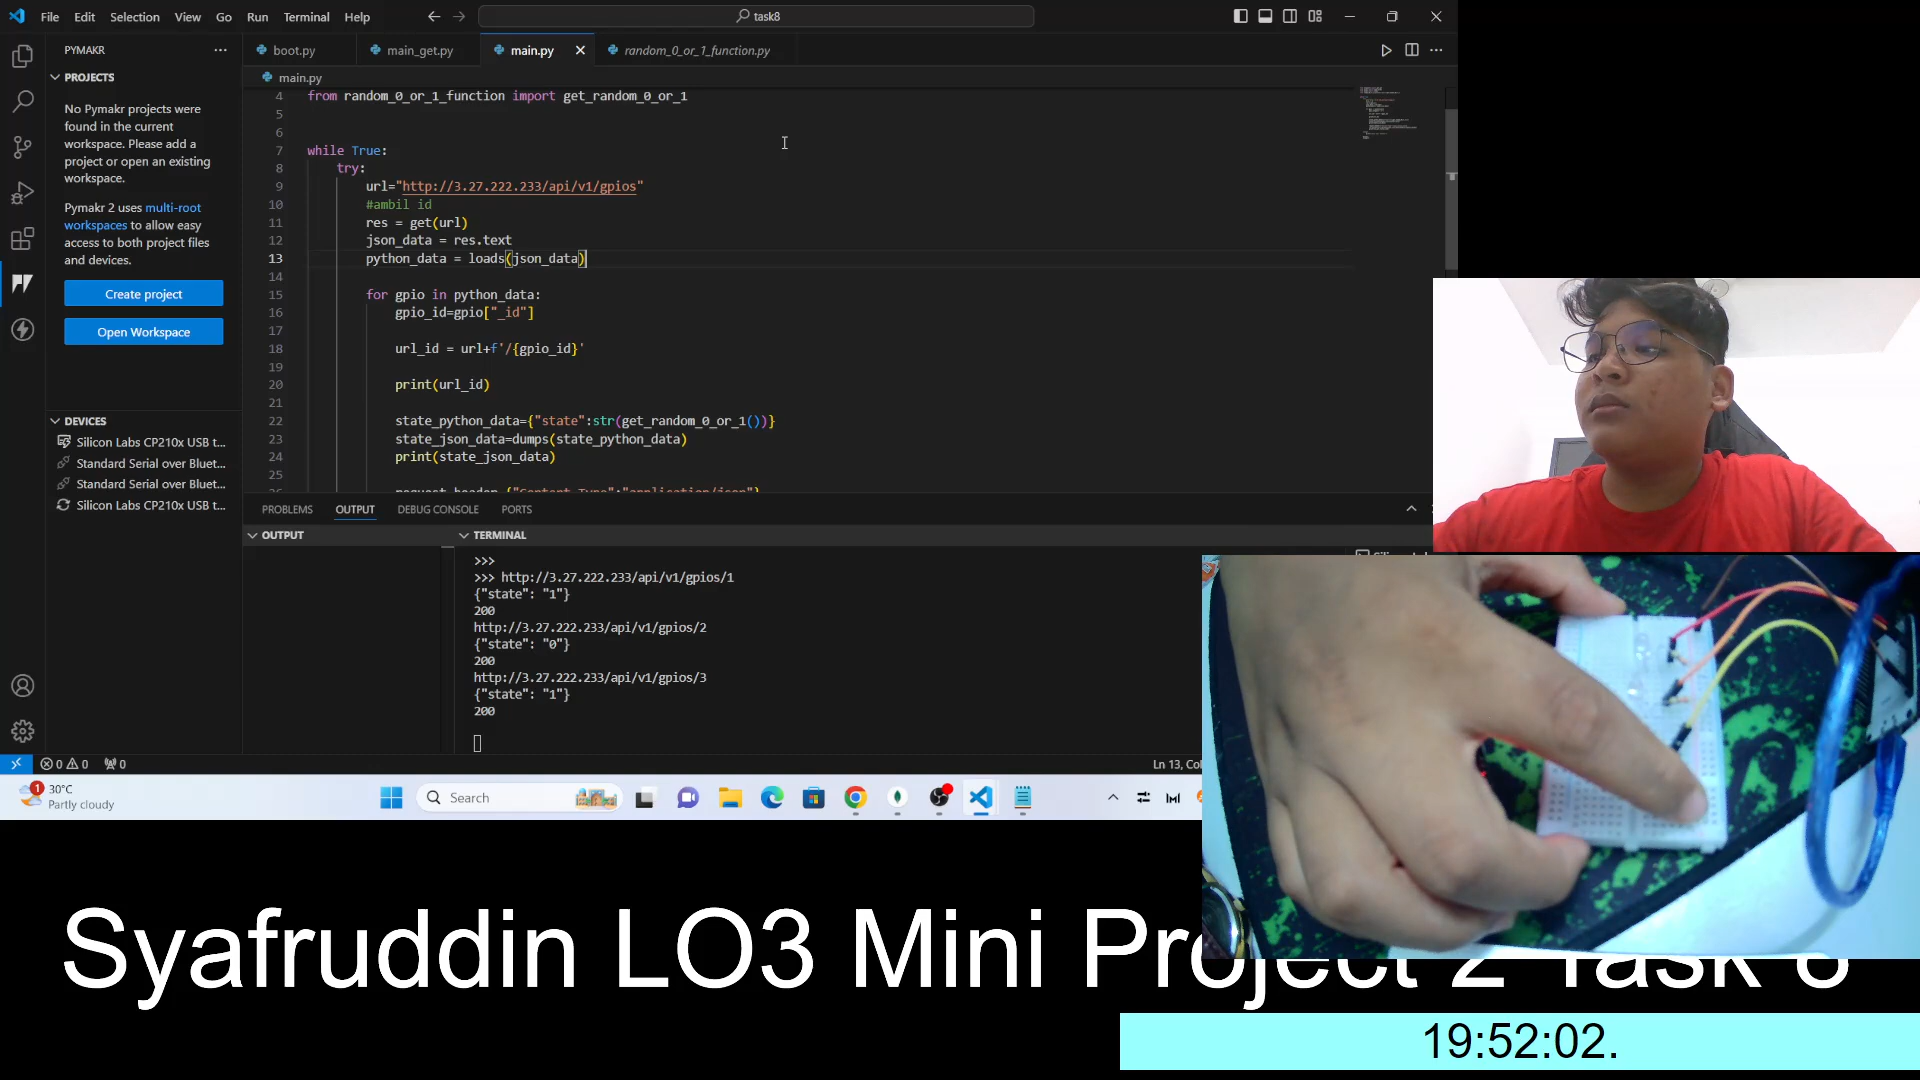 File Edit Selection View Go Run Terminal Help
task8
PYMAKR
boot.py main_get.py main.py random_0_or_1_function.py
PROJECTS
No Pymakr projects were
found in the current
workspace. Please add a
project or open an existing
workspace.
Pymakr 2 uses multi-root
workspaces to allow easy
access to both project files
and devices.
Create project
Open Workspace
DEVICES
Silicon Labs CP210x USB t...
Standard Serial over Bluet...
Standard Serial over Bluet...
Silicon Labs CP210x USB t...
main.py
4 from random_0_or_1_function import get_random_0_or_1
5
6
7 while True:
8 try:
9 url="http://3.27.222.233/api/v1/gpios"
10 #ambil id
11 res = get(url)
12 json_data = res.text
13 python_data = loads(json_data)
14
15 for gpio in python_data:
16 gpio_id=gpio["_id"]
17
18 url_id = url+f'/{gpio_id}'
19
20 print(url_id)
21
22 state_python_data={"state":str(get_random_0_or_1())}
23 state_json_data=dumps(state_python_data)
24 print(state_json_data)
25
PROBLEMS OUTPUT DEBUG CONSOLE PORTS
OUTPUT
TERMINAL
>>>
>>> http://3.27.222.233/api/v1/gpios/1
{"state": "1"}
200
http://3.27.222.233/api/v1/gpios/2
{"state": "0"}
200
http://3.27.222.233/api/v1/gpios/3
{"state": "1"}
200
0 0 0
Ln 13, Col
1
30°C
Partly cloudy
Search
Syafruddin LO3 Mini Project 2 Task 8
19:52:02.